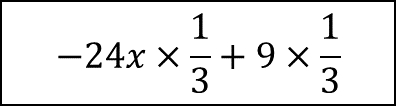 −24𝑥 × 1/3 + 9 × 1/3